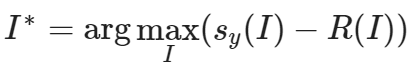 I* = arg max_I (s_y(I) − R(I))